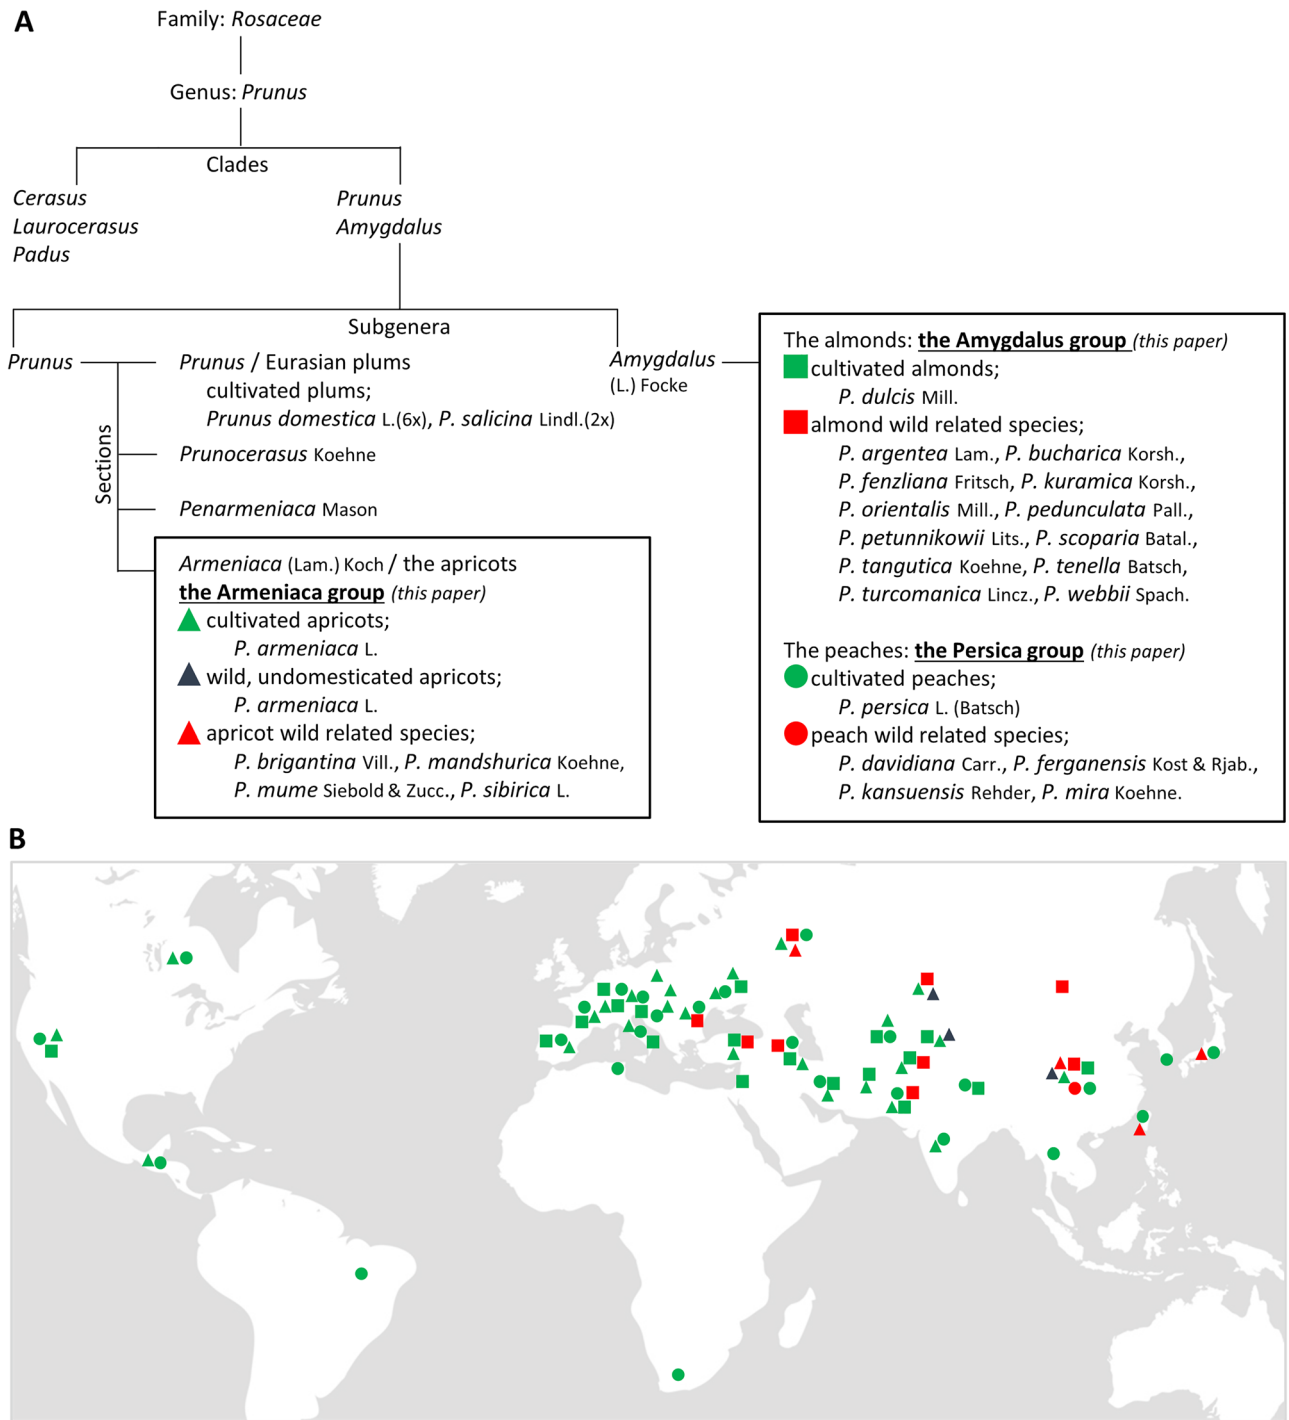 A
Family: Rosaceae
Genus: Prunus
Clades
Cerasus
Laurocerasus
Padus
Prunus
Amygdalus
Subgenera
Prunus
Sections
Prunus / Eurasian plums
cultivated plums;
Prunus domestica L.(6x), P. salicina Lindl.(2x)
Prunocerasus Koehne
Penarmeniaca Mason
Armeniaca (Lam.) Koch / the apricots
the Armeniaca group (this paper)
cultivated apricots;
P. armeniaca L.
wild, undomesticated apricots;
P. armeniaca L.
apricot wild related species;
P. brigantina Vill., P. mandshurica Koehne,
P. mume Siebold & Zucc., P. sibirica L.
Amygdalus
(L.) Focke
The almonds: the Amygdalus group (this paper)
cultivated almonds;
P. dulcis Mill.
almond wild related species;
P. argentea Lam., P. bucharica Korsh.,
P. fenzliana Fritsch, P. kuramica Korsh.,
P. orientalis Mill., P. pedunculata Pall.,
P. petunnikowii Lits., P. scoparia Batal.,
P. tangutica Koehne, P. tenella Batsch,
P. turcomanica Lincz., P. webbii Spach.
The peaches: the Persica group (this paper)
cultivated peaches;
P. persica L. (Batsch)
peach wild related species;
P. davidiana Carr., P. ferganensis Kost & Rjab.,
P. kansuensis Rehder, P. mira Koehne.
B